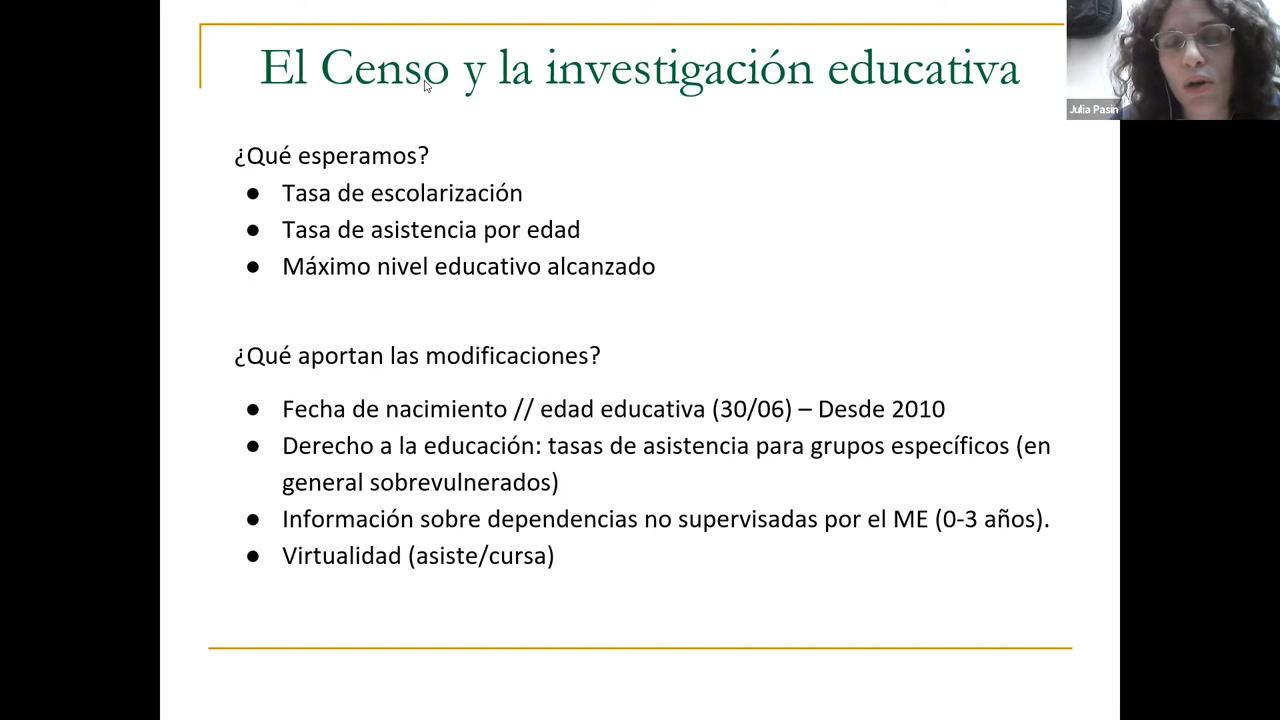 El Censo y la investigación educativa
Julia Pasin
¿Qué esperamos?
● Tasa de escolarización
● Tasa de asistencia por edad
● Máximo nivel educativo alcanzado
¿Qué aportan las modificaciones?
● Fecha de nacimiento // edad educativa (30/06) – Desde 2010
● Derecho a la educación: tasas de asistencia para grupos específicos (en
general sobrevulnerados)
● Información sobre dependencias no supervisadas por el ME (0-3 años).
● Virtualidad (asiste/cursa)